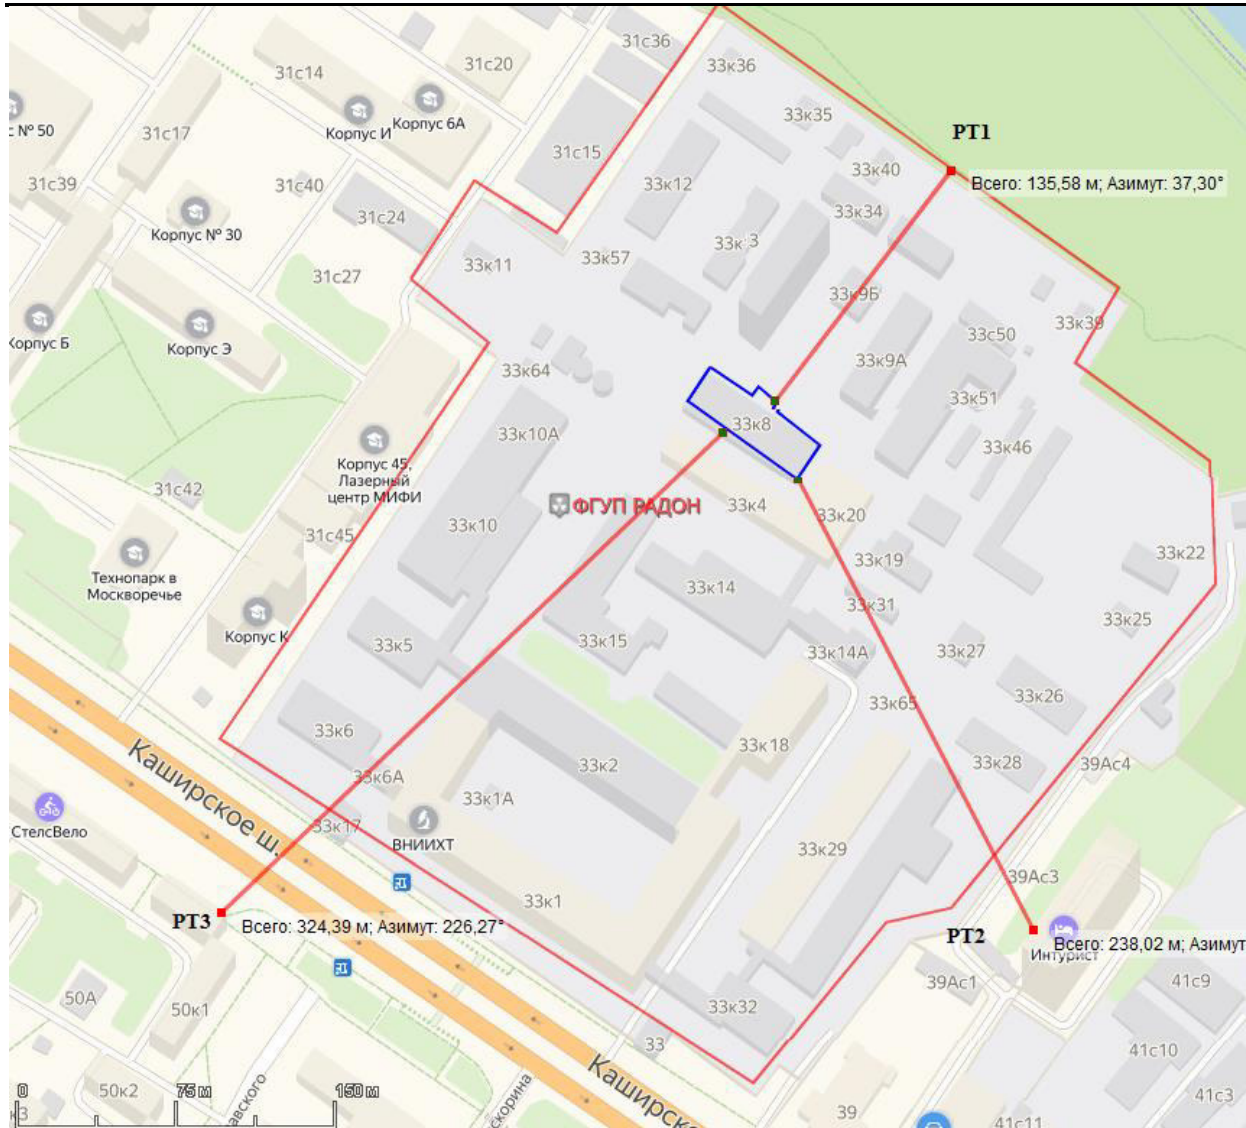 31с36
33к36
31с14
31с20
33к35
Корпус И
Корпус 6А
с № 50
31с17
РТ1
31с15
33к40
Всего: 135,58 м; Азимут: 37,30°
31с39
31с40
33к12
31с24
33к34
Корпус № 30
33к57
33к11
31с27
33к9Б
33к39
33с50
Корпус Б
Корпус Э
33к64
33к9А
33к51
33к8
33к10А
33к46
Корпус 45,
Лазерный
центр МИФИ
31с42
ФГУП РАДОН
33к4
33к20
33к10
31с45
33к22
33к19
Технопарк в
Москворечье
33к14
33к31
33к25
Корпус К
33к5
33к15
33к14А
33к27
33к26
33к65
33к6
33к18
33к2
33к28
39Ас4
Каширское ш.
33к6А
33к1А
СтелсВело
33к17
ВНИИХТ
33к29
39Ас3
33к1
РТ3
Всего: 324,39 м; Азимут: 226,27°
РТ2
Всего: 238,02 м; Азимут
Интурист
39Ас1
41с9
50А
50к1
33к32
33
41с10
0
75 м
150 м
50к2
Каширско
41с3
39
41с11